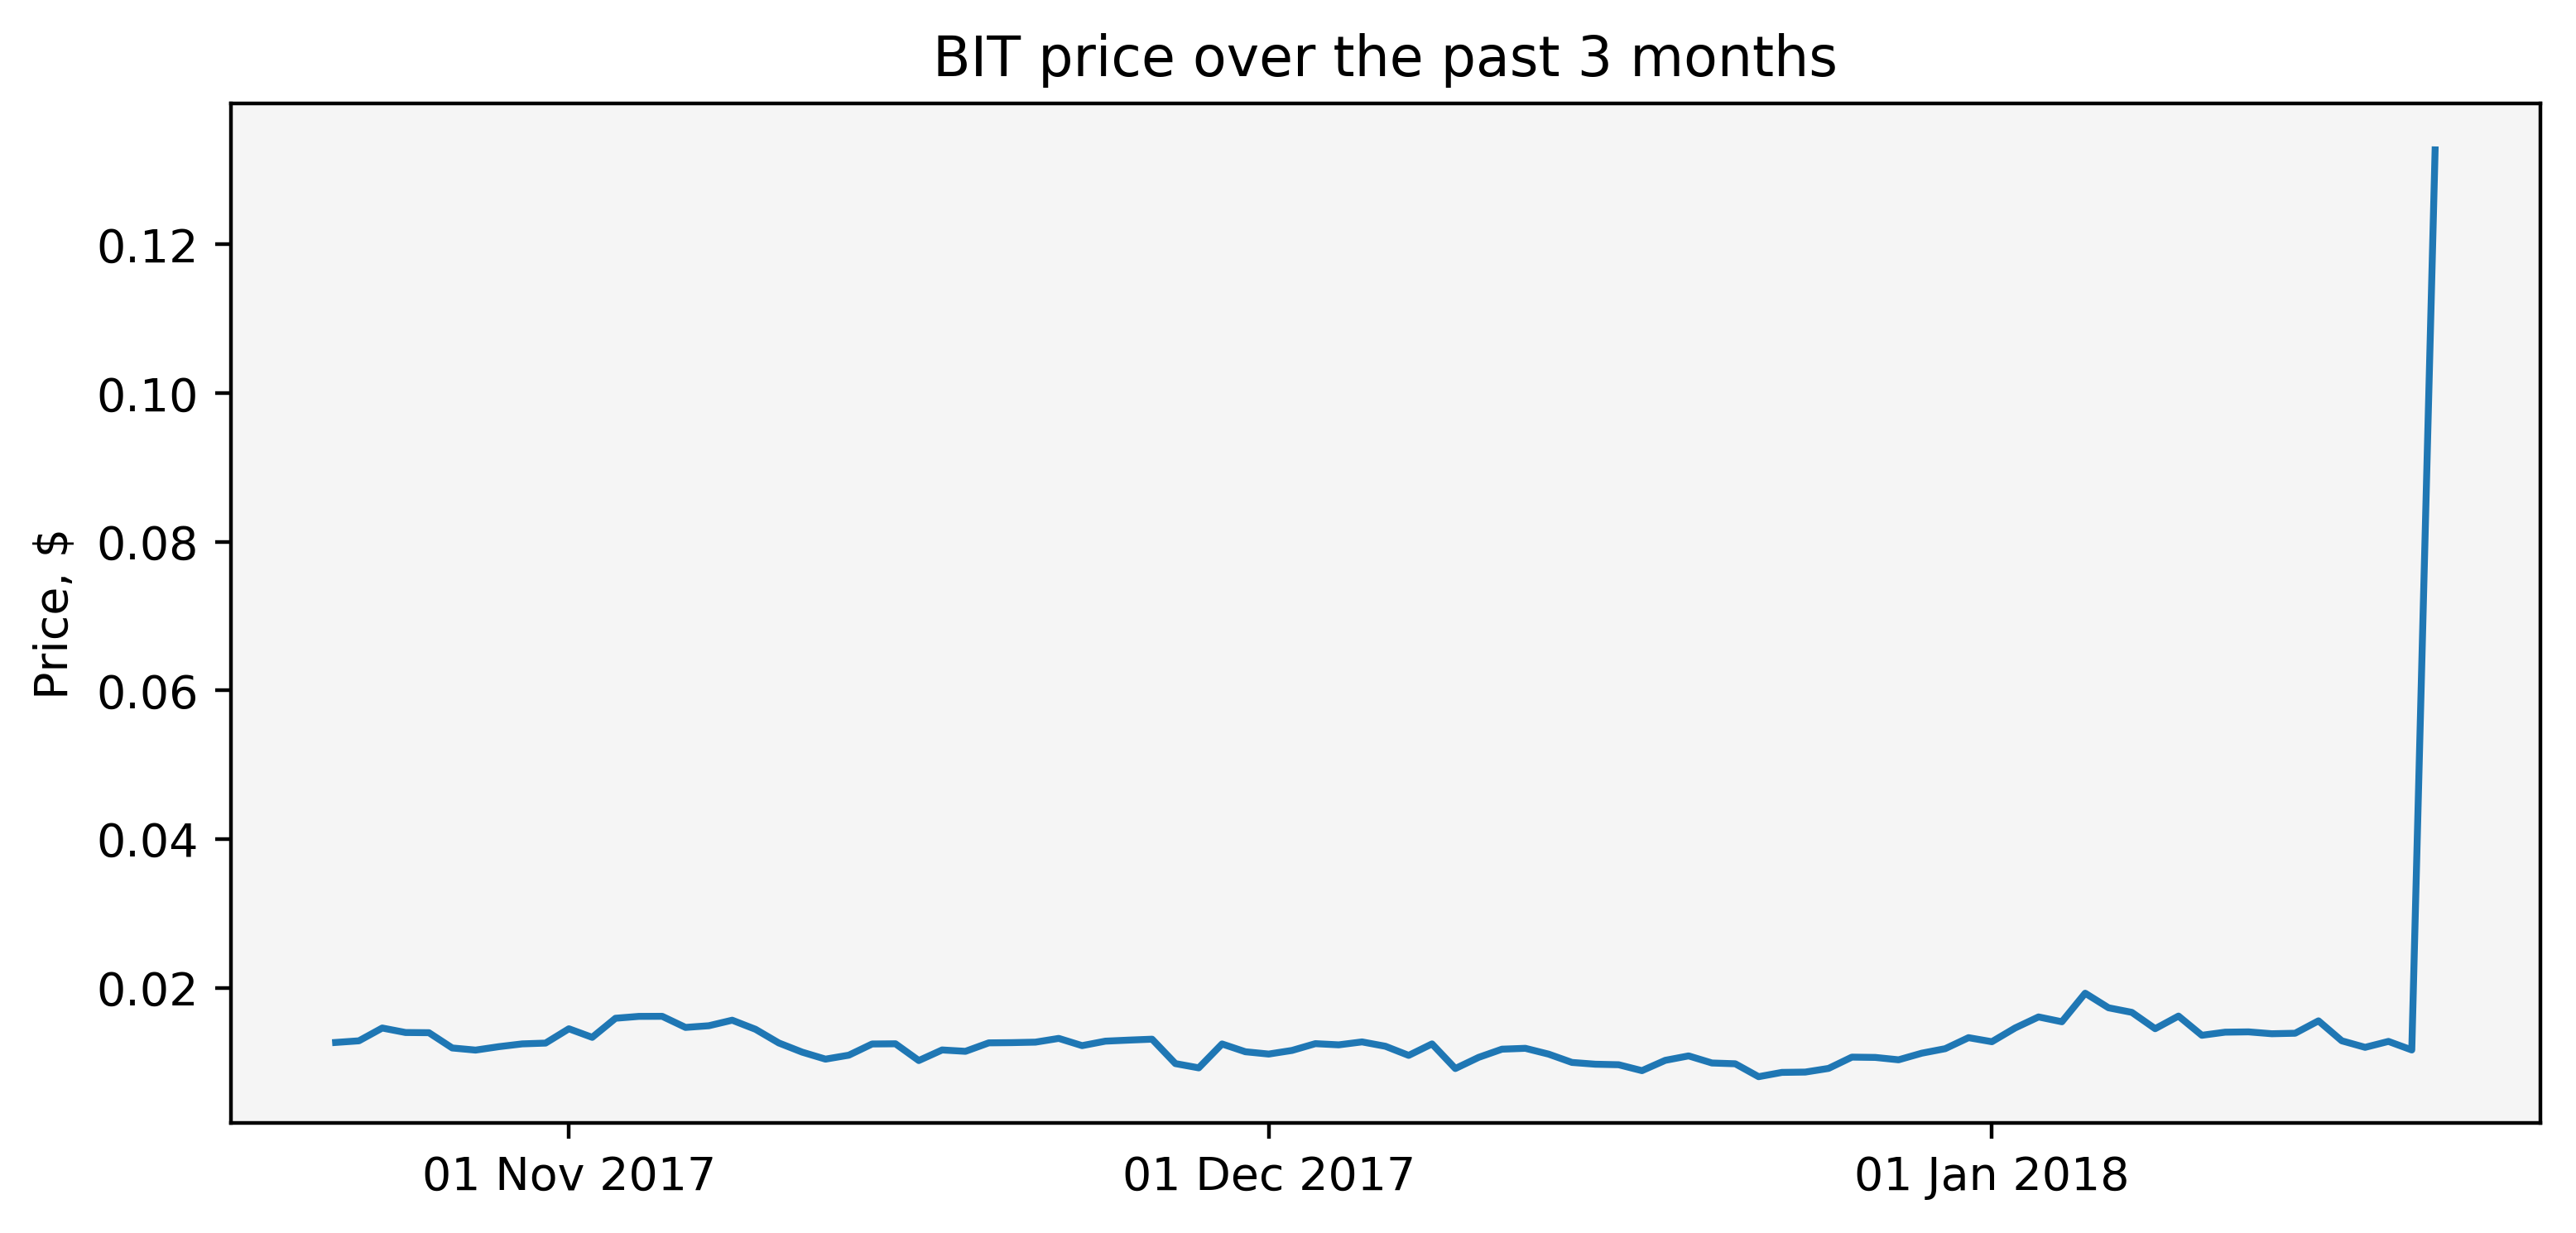 BIT price over the past 3 months
Price, $
0.12
0.10
0.08
0.06
0.04
0.02
01 Nov 2017
01 Dec 2017
01 Jan 2018